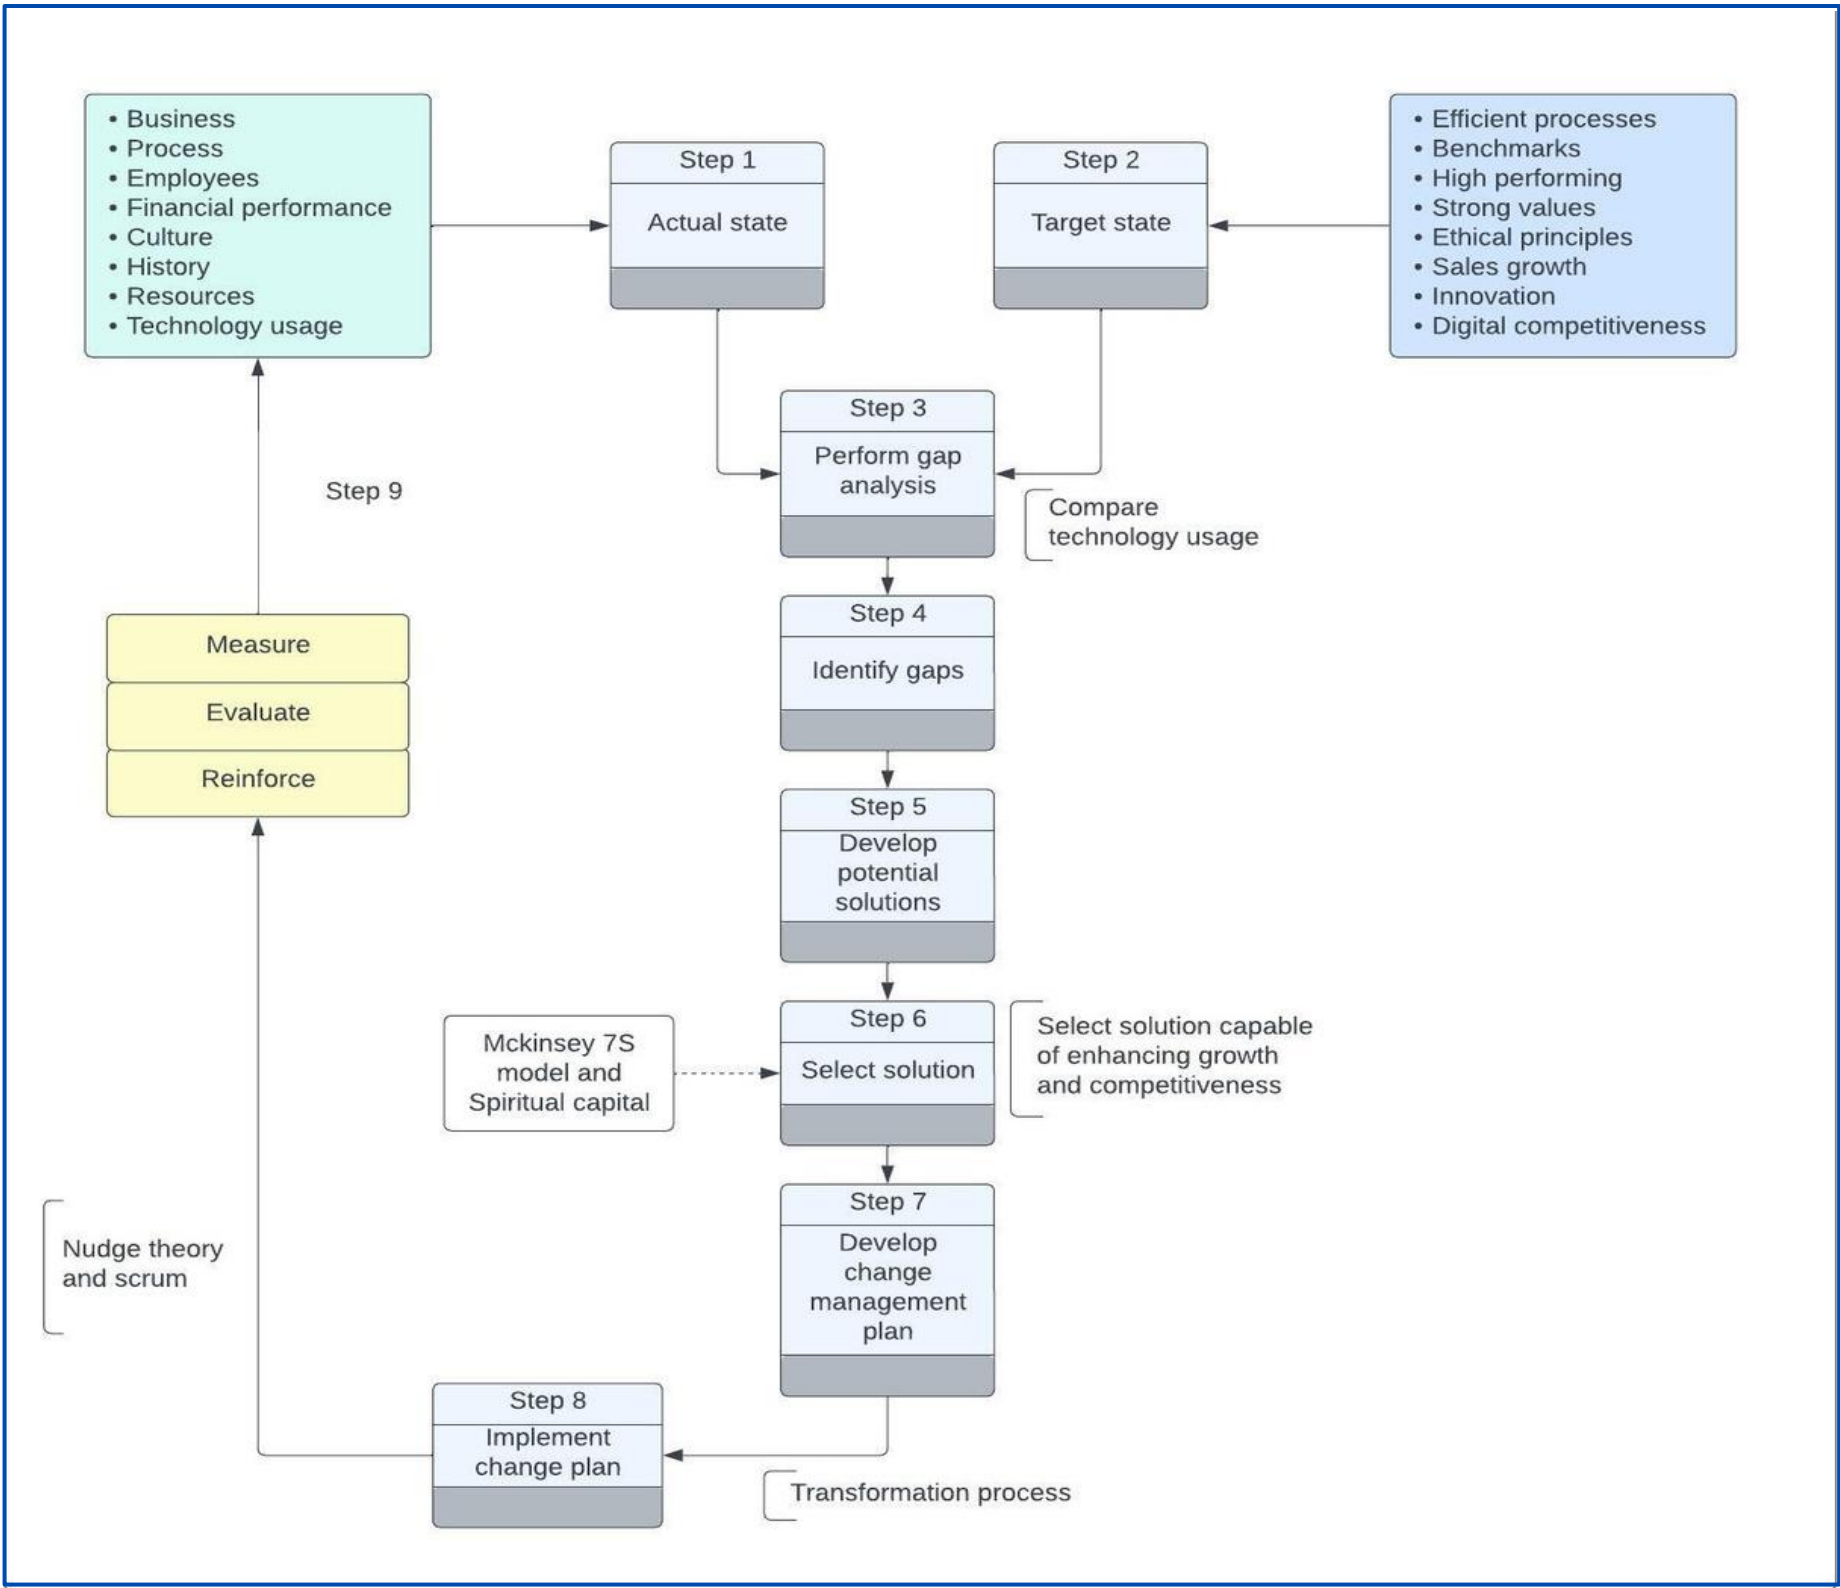 • Business
• Process
• Employees
• Financial performance
• Culture
• History
• Resources
• Technology usage
Step 1
Actual state
Step 2
Target state
• Efficient processes
• Benchmarks
• High performing
• Strong values
• Ethical principles
• Sales growth
• Innovation
• Digital competitiveness
Step 3
Perform gap
analysis
Compare
technology usage
Step 9
Step 4
Identify gaps
Measure
Evaluate
Reinforce
Step 5
Develop
potential
solutions
Mckinsey 7S
model and
Spiritual capital
Step 6
Select solution
Select solution capable
of enhancing growth
and competitiveness
Step 7
Develop
change
management
plan
Nudge theory
and scrum
Step 8
Implement
change plan
Transformation process